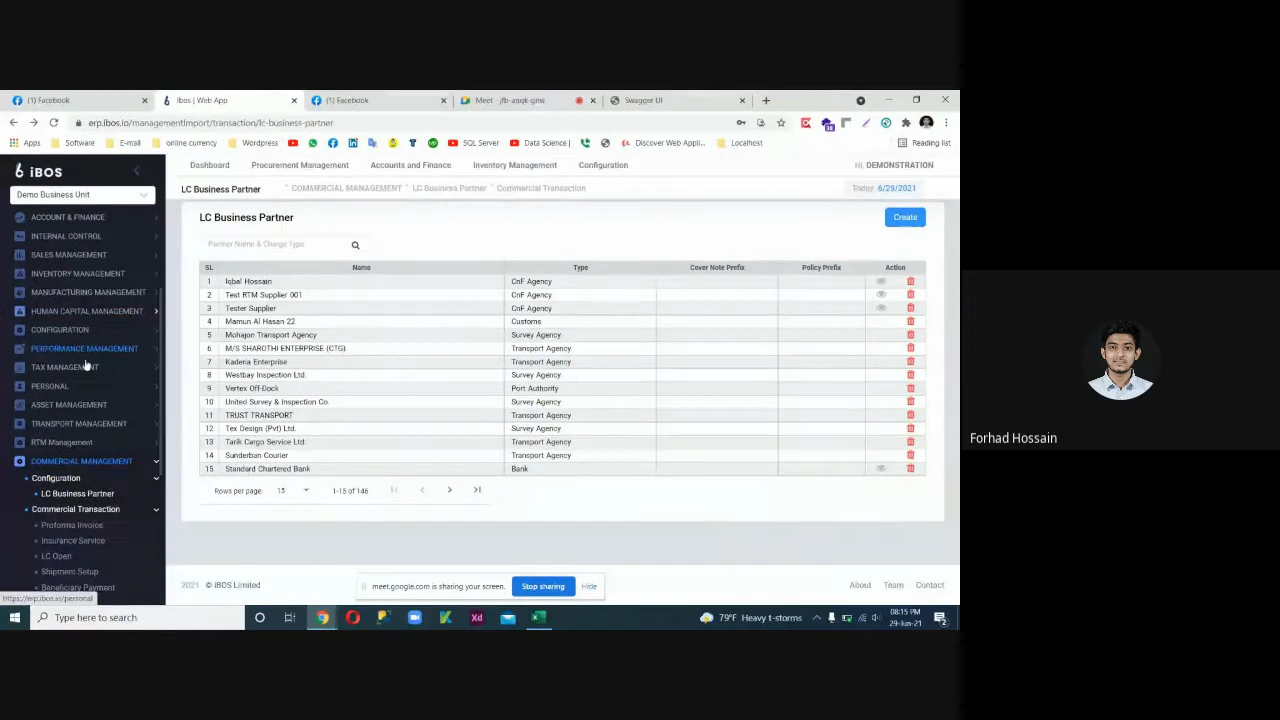 (1) Facebook
ibos | Web App
(1) Facebook
Meet - jfb-aqqk-gnw
Swagger UI
erp.ibos.io/managementImport/transaction/lc-business-partner
Apps Software E-mail online currency Wordpress SQL Server Data Science | Discover Web Appli... Localhost Reading list
iBOS
Demo Business Unit
Dashboard Procurement Management Accounts and Finance Inventory Management Configuration
HI, DEMONSTRATION
LC Business Partner COMMERCIAL MANAGEMENT LC Business Partner Commercial Transaction
Today 6/29/2021
ACCOUNT & FINANCE
INTERNAL CONTROL
SALES MANAGEMENT
INVENTORY MANAGEMENT
MANUFACTURING MANAGEMENT
HUMAN CAPITAL MANAGEMENT
CONFIGURATION
PERFORMANCE MANAGEMENT
TAX MANAGEMENT
PERSONAL
ASSET MANAGEMENT
TRANSPORT MANAGEMENT
RTM Management
COMMERCIAL MANAGEMENT
Configuration
LC Business Partner
Commercial Transaction
Proforma Invoice
Insurance Service
LC Open
Shipment Setup
Beneficiary Payment
https://erp.ibos.io/personal
LC Business Partner
Create
Partner Name & Charge Type
SL Name Type Cover Note Prefix Policy Prefix Action
1 Iqbal Hossain CnF Agency
2 Test RTM Supplier 001 CnF Agency
3 Tester Supplier CnF Agency
4 Mamun Al Hasan 22 Customs
5 Mohajon Transport Agency Survey Agency
6 M/S SHAROTHI ENTERPRISE (CTG) Transport Agency
7 Kaderia Enterprise Transport Agency
8 Westbay Inspection Ltd. Survey Agency
9 Vertex Off-Dock Port Authority
10 United Survey & Inspection Co. Survey Agency
11 TRUST TRANSPORT Transport Agency
12 Tex Design (Pvt) Ltd. Survey Agency
13 Tarik Cargo Service Ltd. Transport Agency
14 Sunderban Courier Transport Agency
15 Standard Chartered Bank Bank
Rows per page: 15 1-15 of 146
2021 © iBOS Limited
About Team Contact
meet.google.com is sharing your screen. Stop sharing Hide
Type here to search
Xd
79°F Heavy t-storms
08:15 PM
29-Jun-21
2
Forhad Hossain